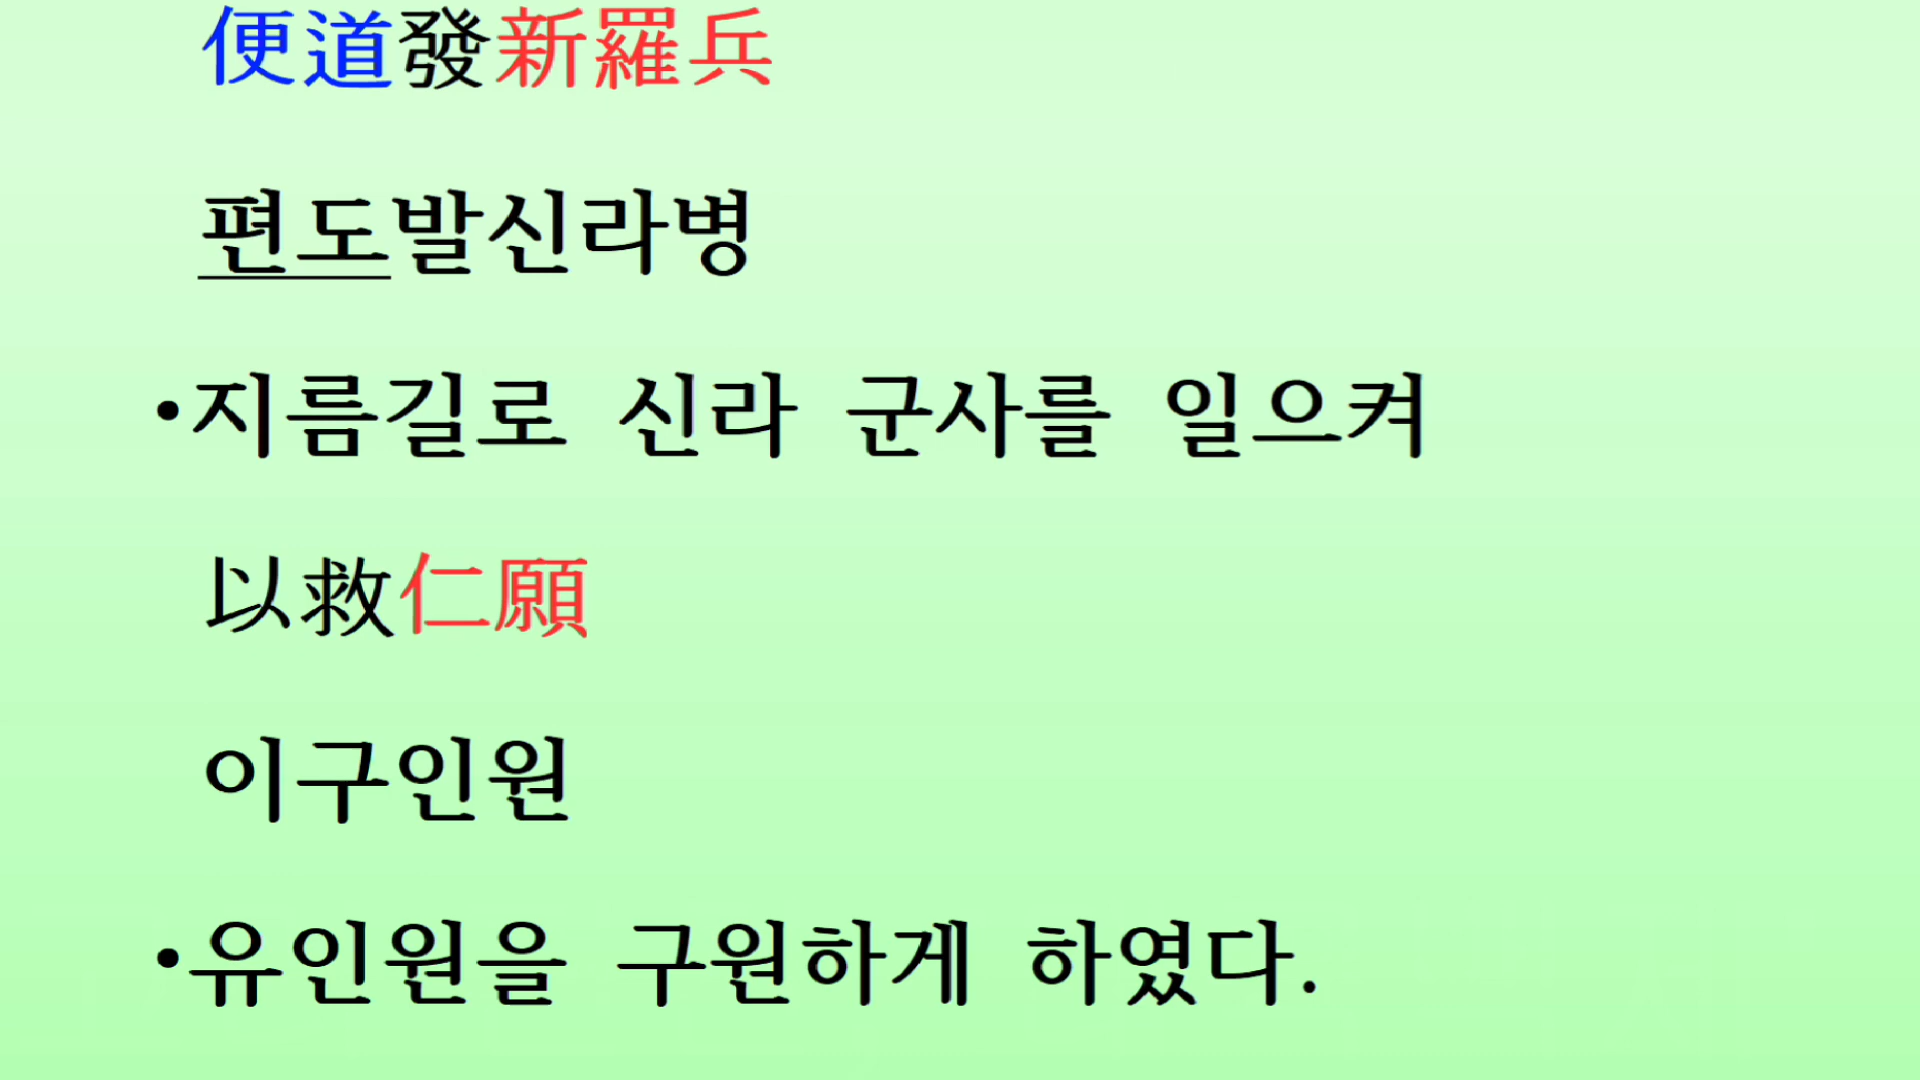 便道發新羅兵
편도발신라병
•지름길로 신라 군사를 일으켜
以救仁願
이구인원
•유인원을 구원하게 하였다.